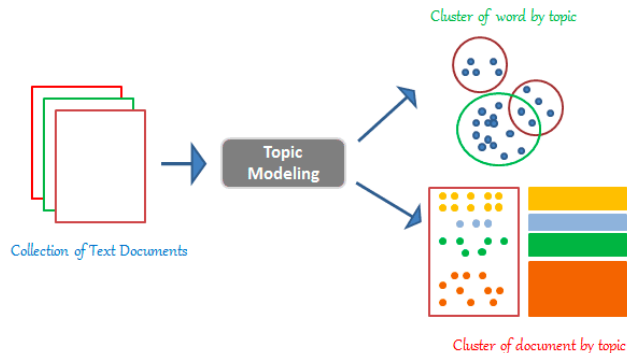 Cluster of word by topic
Topic
Modeling
Collection of Text Documents
Cluster of document by topic